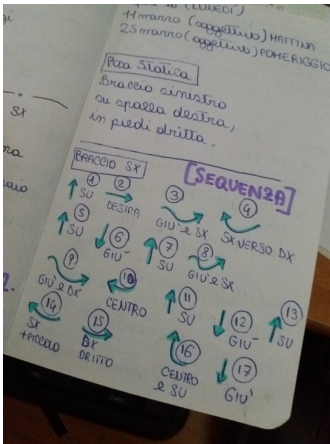 (LUNEDÌ)
11 marzo (oggettivo) MATTINA
25 marzo (oggettivo) POMERIGGIO
Posa Statica
Braccio sinistro
su spalla destra,
in piedi dritta.
BRACCIO SX
[SEQUENZA]
1 SU
2 DESTRA
3 GIU' e SX
4 SX VERSO DX
5 SU
6 GIU'
7 SU
8 GIU' e SX
9 GIU' e DX
10 CENTRO
11 SU
12 GIU'
13 SU
14 SX + PICCOLO
15 DX DRITTO
16 CENTRO e SU
17 GIU'
SX